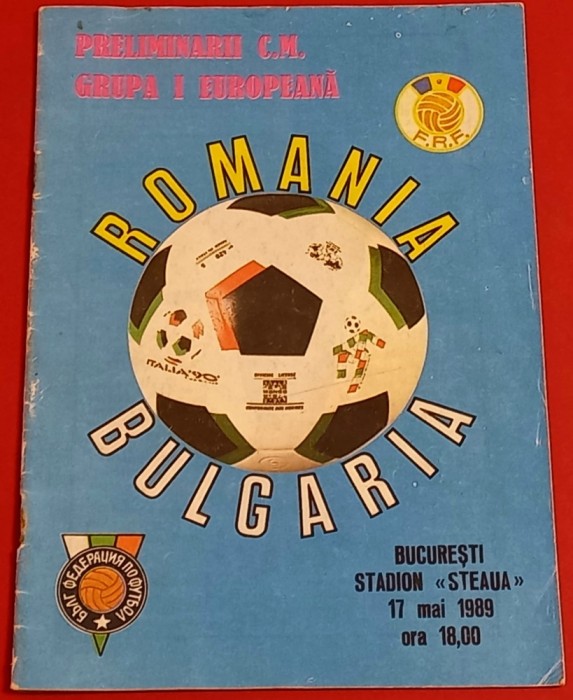 PRELIMINARII C.M.
GRUPA I EUROPEANĂ
F.R.F.
ROMANIA
ITALIA'90
BULGARIA
БЪЛГ ФЕДЕРАЦИЯ ПО ФУТБОЛ
BUCUREŞTI
STADION «STEAUA»
17 mai 1989
ora 18,00